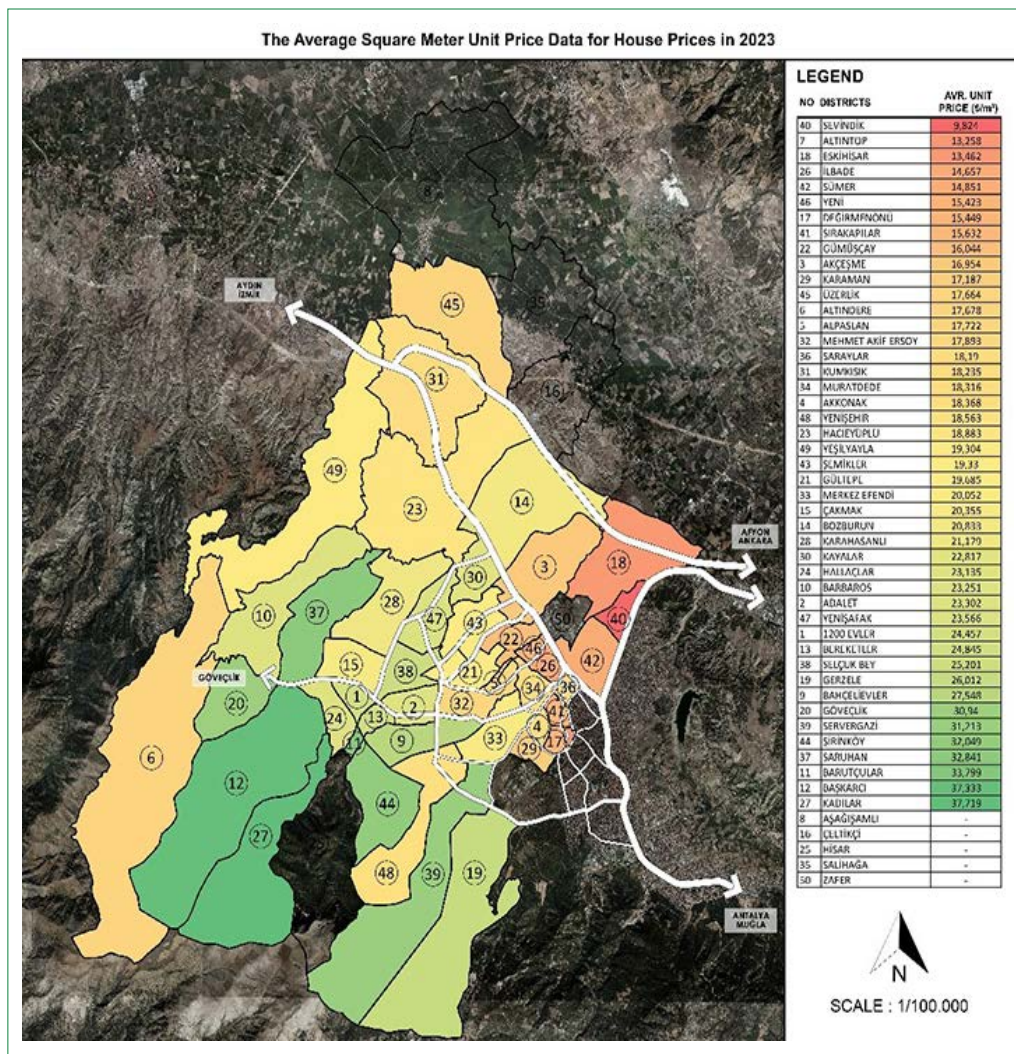 The Average Square Meter Unit Price Data for House Prices in 2023
LEGEND
NO DISTRICTS AVR. UNIT PRICE ($/m²)
40 SEVİNDİK 9,824
7 ALTINTOP 13,258
18 ESKİHİSAR 13,462
26 İLBADE 14,657
42 SÜMER 14,851
46 YENİ 15,423
17 DEĞİRMENÖNÜ 15,449
41 SIRAKAPILAR 15,632
22 GÜMÜŞÇAY 16,044
3 AKÇEŞME 16,954
29 KARAMAN 17,187
45 ÜZERLİK 17,664
6 ALTINDERE 17,678
5 ALPASLAN 17,722
32 MEHMET AKİF ERSOY 17,893
36 SARAYLAR 18,19
31 KUMKISIK 18,235
34 MURATDEDE 18,316
4 AKKONAK 18,368
48 YENİŞEHİR 18,563
23 HACIEYÜPLÜ 18,883
49 YEŞİLYAYLA 19,304
43 ŞEMİKLER 19,33
21 GÜLTEPE 19,685
33 MERKEZ EFENDİ 20,052
15 ÇAKMAK 20,355
14 BOZBURUN 20,833
28 KARAHASANLI 21,179
30 KAYALAR 22,817
24 HALLAÇLAR 23,135
10 BARBAROS 23,251
2 ADALET 23,302
47 YENİŞAFAK 23,566
1 1200 EVLER 24,457
13 BEREKETLER 24,845
38 SELÇUK BEY 25,201
19 GERZELE 26,012
9 BAHÇELİEVLER 27,548
20 GÖVEÇLİK 30,94
39 SERVERGAZİ 31,213
44 ŞİRİNKÖY 32,049
37 SARUHAN 32,841
11 BARUTÇULAR 33,799
12 BAŞKARCI 37,333
27 KADILAR 37,719
8 AŞAĞIŞAMLI -
16 ÇELTİKÇİ -
25 HİSAR -
35 SALİHAĞA -
50 ZAFER -
N
SCALE : 1/100.000
8
AYDIN
İZMİR
45
35
31
16
49
14
23
AFYON
ANKARA
3
18
30
28
50
37
40
10
47
43
22
46
42
15
38
21
26
GÖVEÇLİK
5
34
36
20
1
2
32
24
13
41
4
11
9
33
29
17
6
12
44
27
48
39
19
ANTALYA
MUĞLA